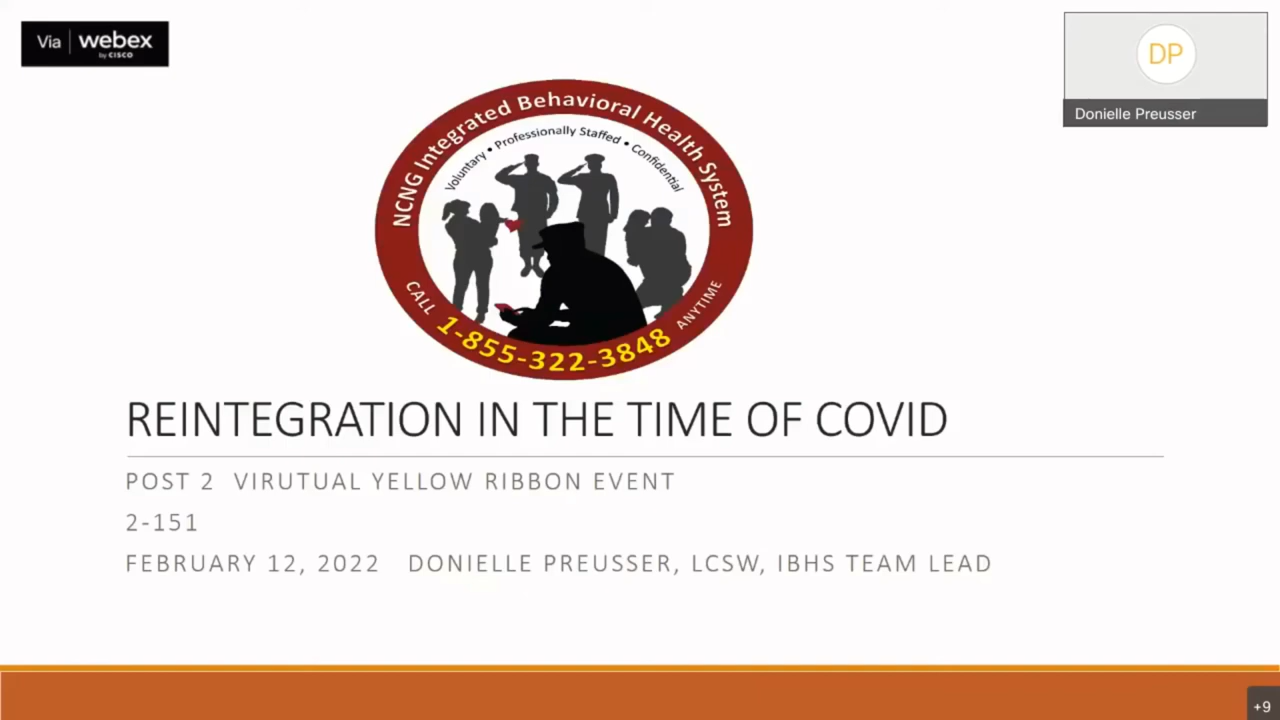 Via webex
by CISCO
DP
Donielle Preusser
NCNG Integrated Behavioral Health System
Voluntary • Professionally Staffed • Confidential
CALL 1-855-322-3848 ANYTIME
REINTEGRATION IN THE TIME OF COVID
POST 2 VIRUTUAL YELLOW RIBBON EVENT
2-151
FEBRUARY 12, 2022 DONIELLE PREUSSER, LCSW, IBHS TEAM LEAD
+9